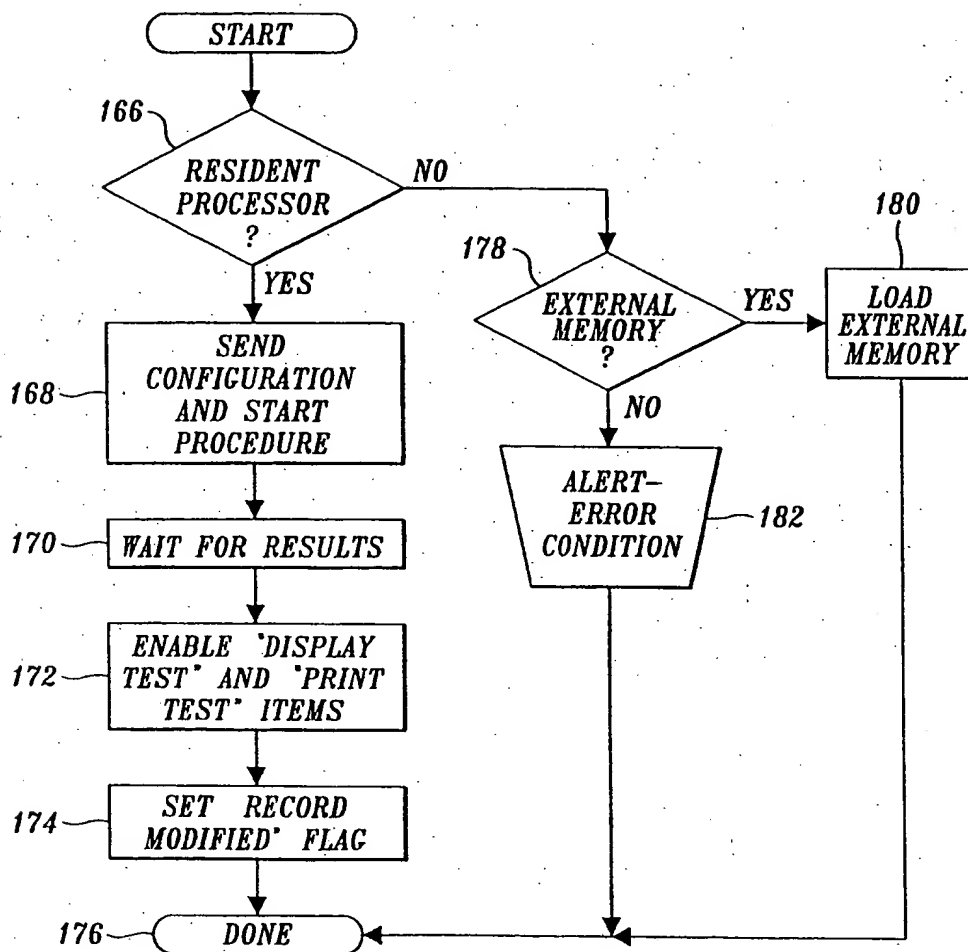 START
166
RESIDENT
PROCESSOR
?
NO
YES
178
EXTERNAL
MEMORY
?
YES
NO
180
LOAD
EXTERNAL
MEMORY
168
SEND
CONFIGURATION
AND START
PROCEDURE
ALERT-
ERROR
CONDITION
182
170
WAIT FOR RESULTS
172
ENABLE "DISPLAY
TEST" AND "PRINT
TEST" ITEMS
174
SET RECORD
MODIFIED" FLAG
176
DONE